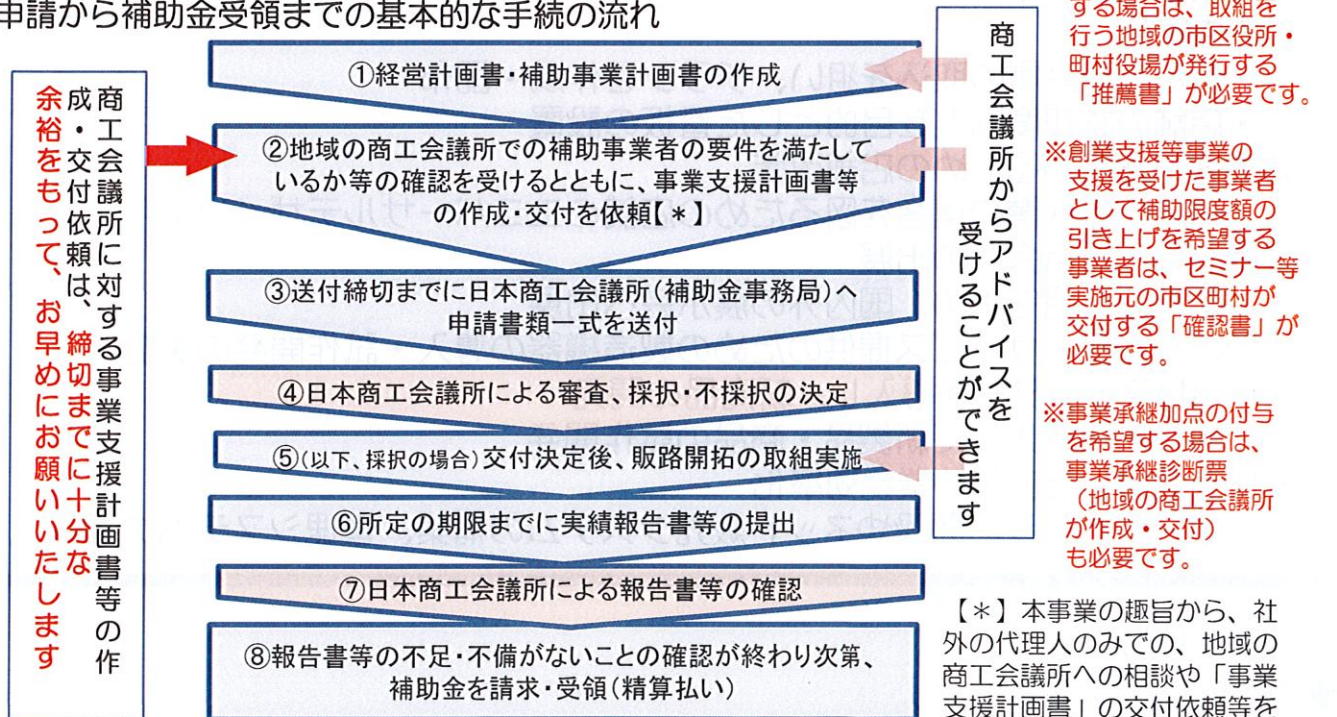 申請から補助金受領までの基本的な手続の流れ
商工会議所に対する事業支援計画書等の作
成・交付依頼は、締切までに十分な
余裕をもって、お早めにお願いいたします
①経営計画書・補助事業計画書の作成
②地域の商工会議所での補助事業者の要件を満たして
いるか等の確認を受けるとともに、事業支援計画書等
の作成・交付を依頼【*】
③送付締切までに日本商工会議所(補助金事務局)へ
申請書類一式を送付
④日本商工会議所による審査、採択・不採択の決定
⑤(以下、採択の場合)交付決定後、販路開拓の取組実施
⑥所定の期限までに実績報告書等の提出
⑦日本商工会議所による報告書等の確認
⑧報告書等の不足・不備がないことの確認が終わり次第、
補助金を請求・受領(精算払い)
商工会議所からアドバイスを
受けることができます
する場合は、取組を
行う地域の市区役所・
町村役場が発行する
「推薦書」が必要です。
※創業支援等事業の
支援を受けた事業者
として補助限度額の
引き上げを希望する
事業者は、セミナー等
実施元の市区町村が
交付する「確認書」が
必要です。
※事業承継加点の付与
を希望する場合は、
事業承継診断票
(地域の商工会議所
が作成・交付)
も必要です。
【*】本事業の趣旨から、社
外の代理人のみでの、地域の
商工会議所への相談や「事業
支援計画書」の交付依頼等を